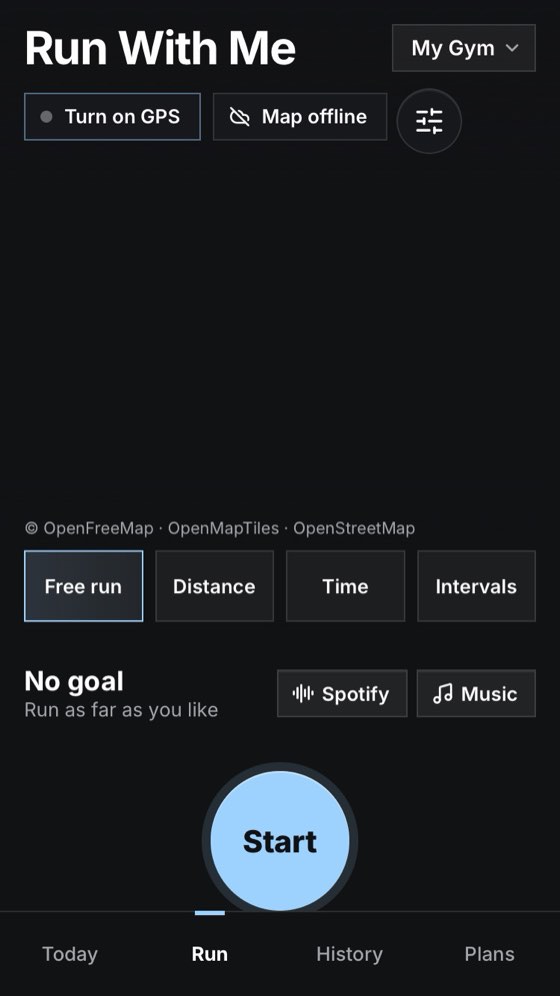 Run With Me
My Gym
Turn on GPS
Map offline
© OpenFreeMap · OpenMapTiles · OpenStreetMap
Free run
Distance
Time
Intervals
No goal
Run as far as you like
Spotify
Music
Start
Today
Run
History
Plans